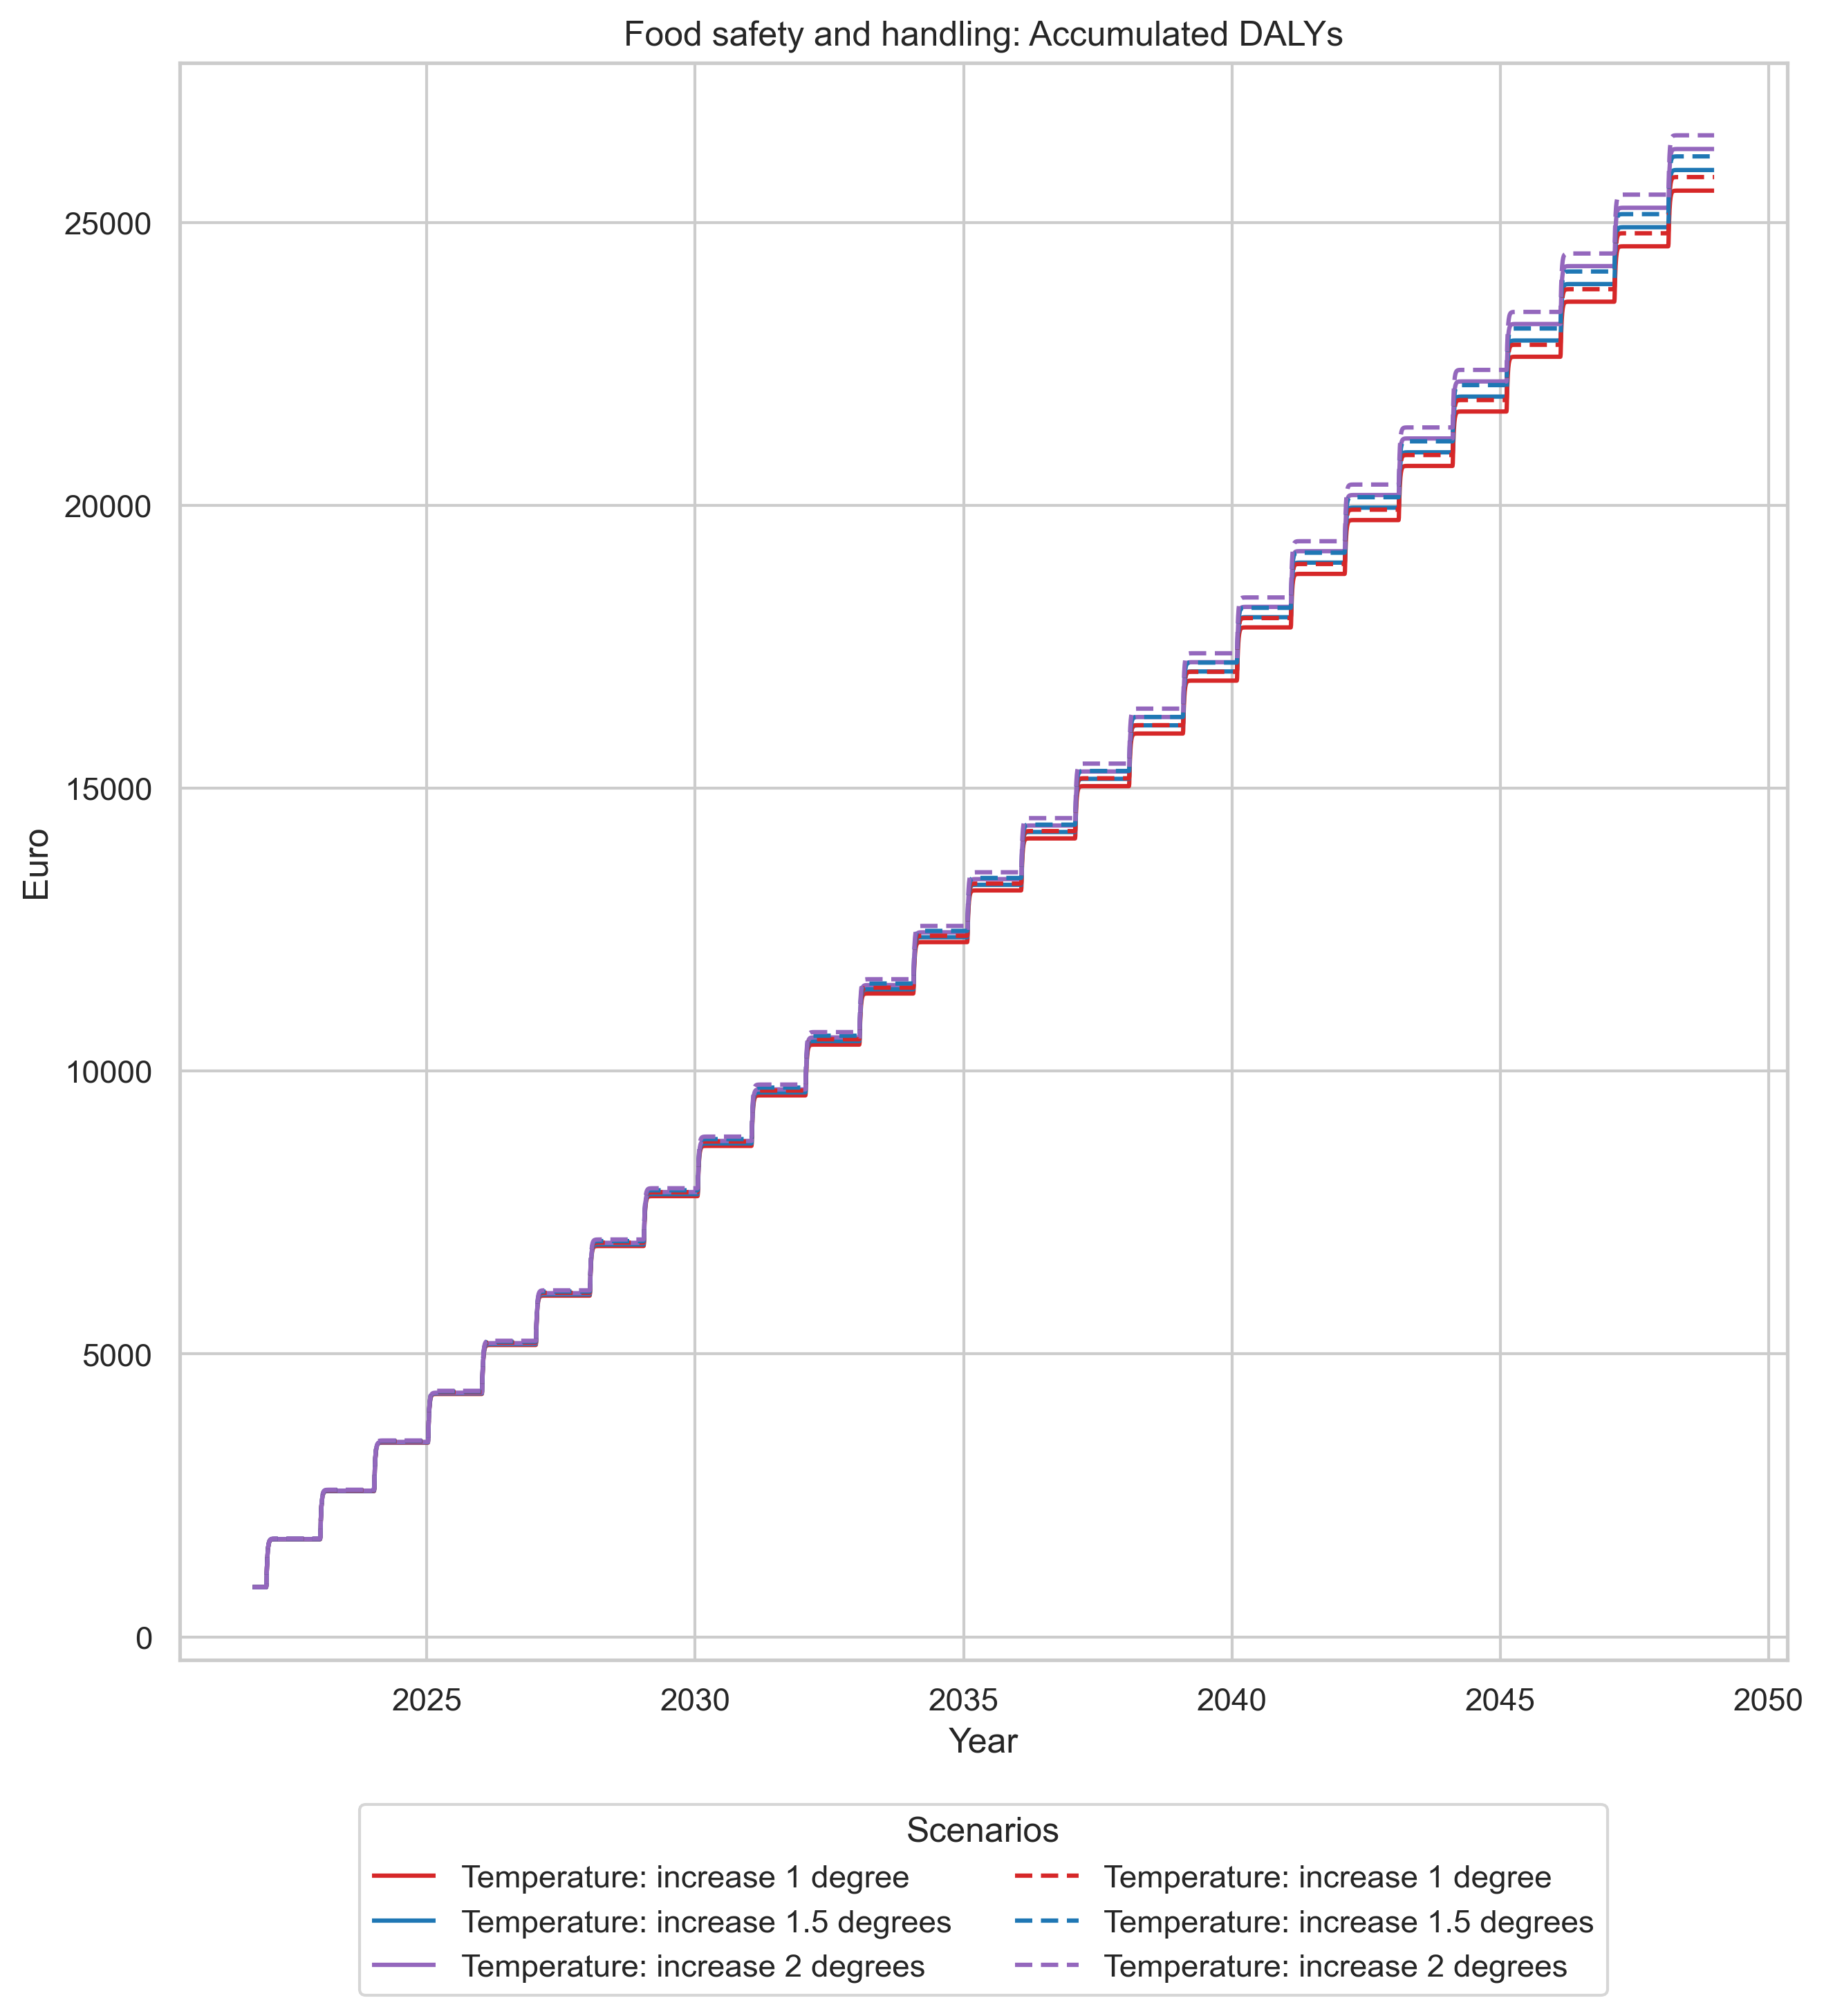 Food safety and handling: Accumulated DALYs
25000
20000
15000
10000
5000
0
Euro
2025 2030 2035 2040 2045 2050
Year
Scenarios
Temperature: increase 1 degree Temperature: increase 1 degree
Temperature: increase 1.5 degrees Temperature: increase 1.5 degrees
Temperature: increase 2 degrees Temperature: increase 2 degrees